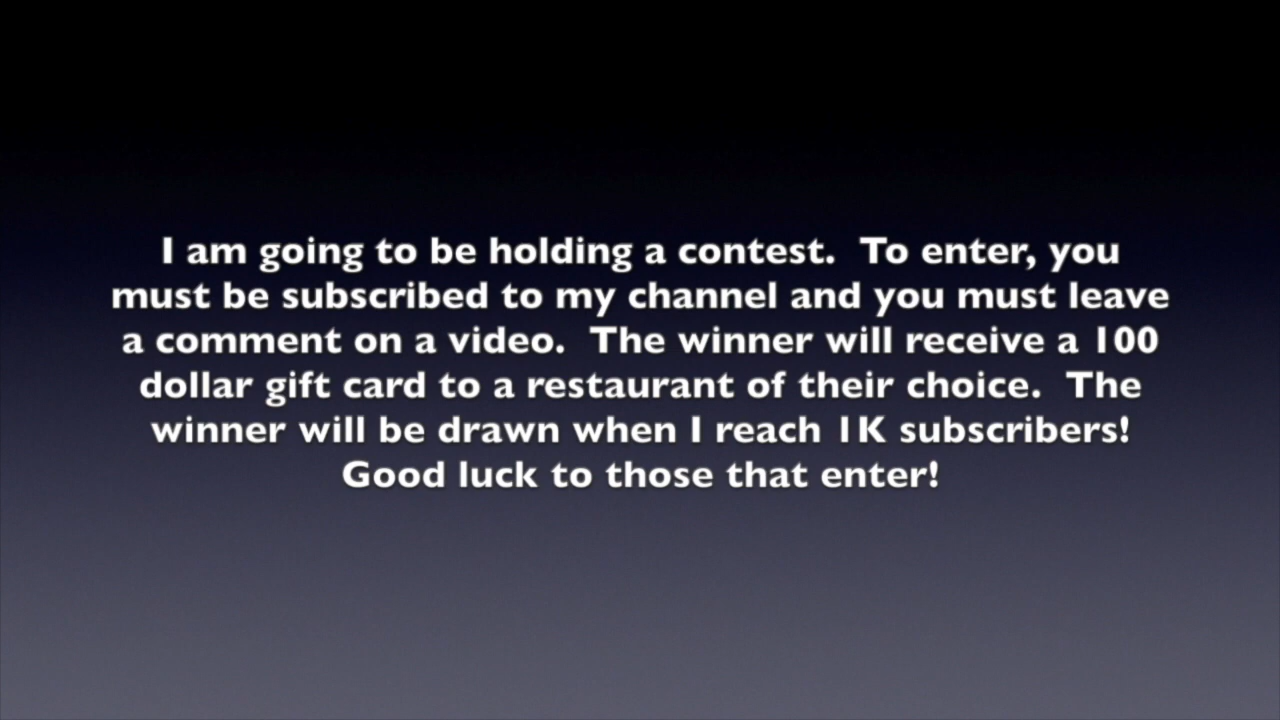 I am going to be holding a contest.  To enter, you
must be subscribed to my channel and you must leave
a comment on a video.  The winner will receive a 100
dollar gift card to a restaurant of their choice.  The
winner will be drawn when I reach 1K subscribers!
Good luck to those that enter!